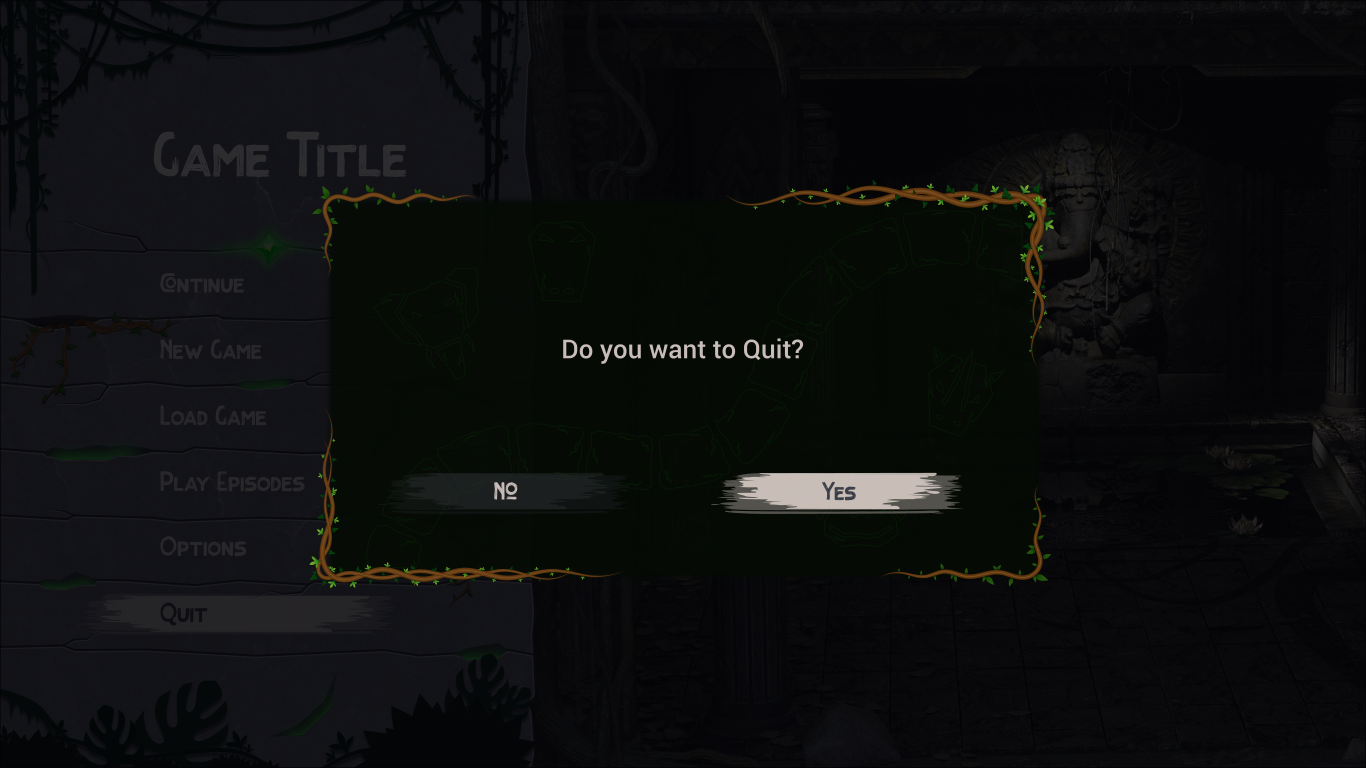 Game Title
Continue
New Game
Load Game
Play Episodes
Options
Quit
Do you want to Quit?
No
Yes